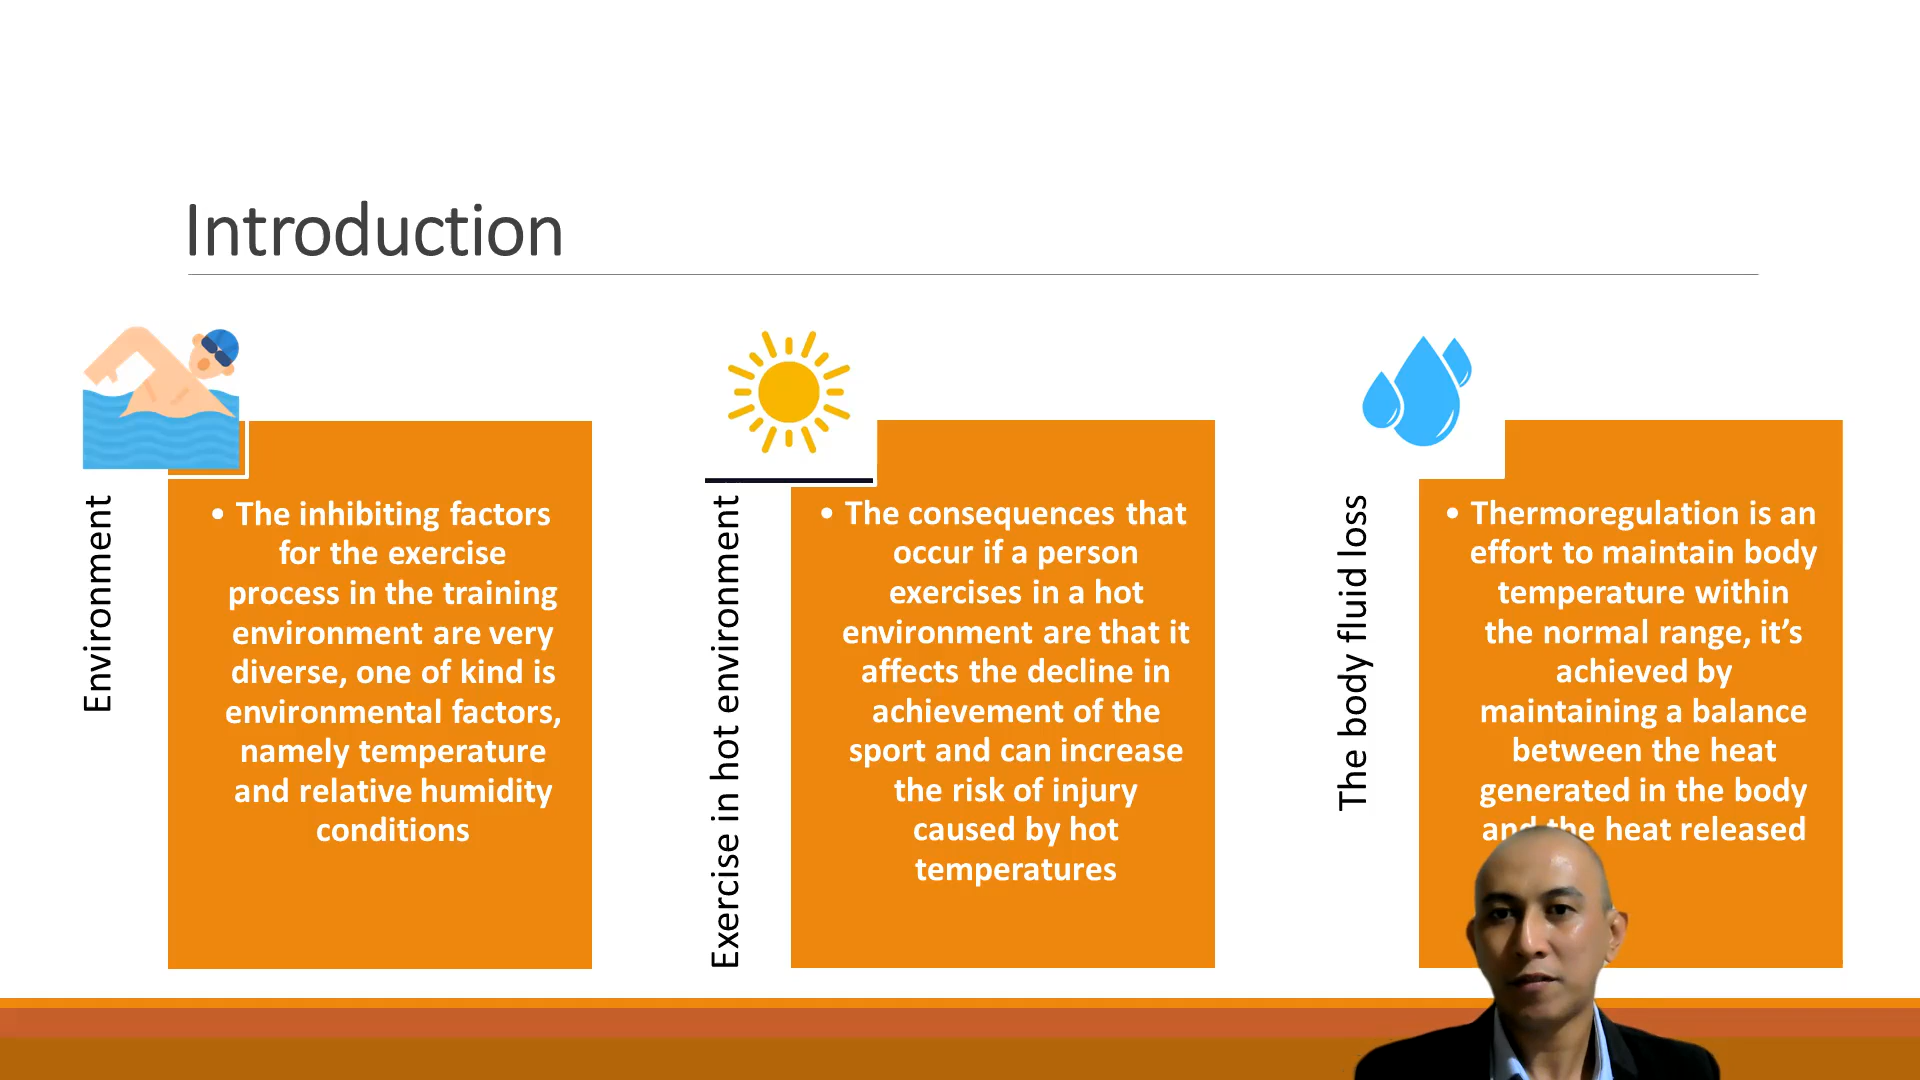 Introduction
Environment
• The inhibiting factors
for the exercise
process in the training
environment are very
diverse, one of kind is
environmental factors,
namely temperature
and relative humidity
conditions
Exercise in hot environment
• The consequences that
occur if a person
exercises in a hot
environment are that it
affects the decline in
achievement of the
sport and can increase
the risk of injury
caused by hot
temperatures
The body fluid loss
• Thermoregulation is an
effort to maintain body
temperature within
the normal range, it’s
achieved by
maintaining a balance
between the heat
generated in the body
and the heat released